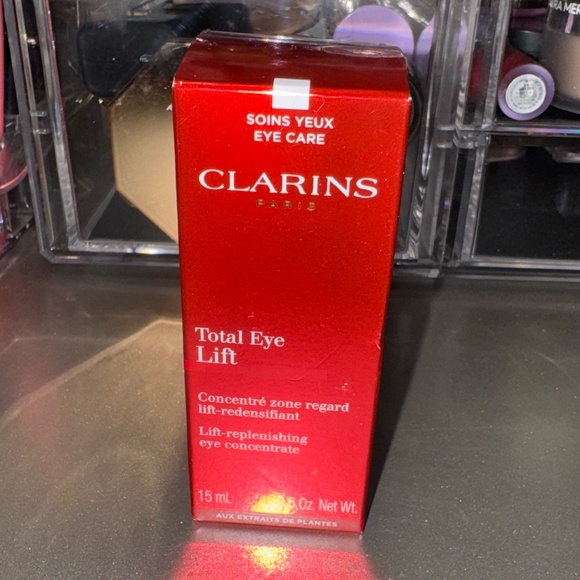 SOINS YEUX
EYE CARE
CLARINS
PARIS
Total Eye
Lift
Concentré zone regard
lift-redensifiant
Lift-replenishing
eye concentrate
15 mL Oz. Net Wt.
AUX EXTRAITS DE PLANTES